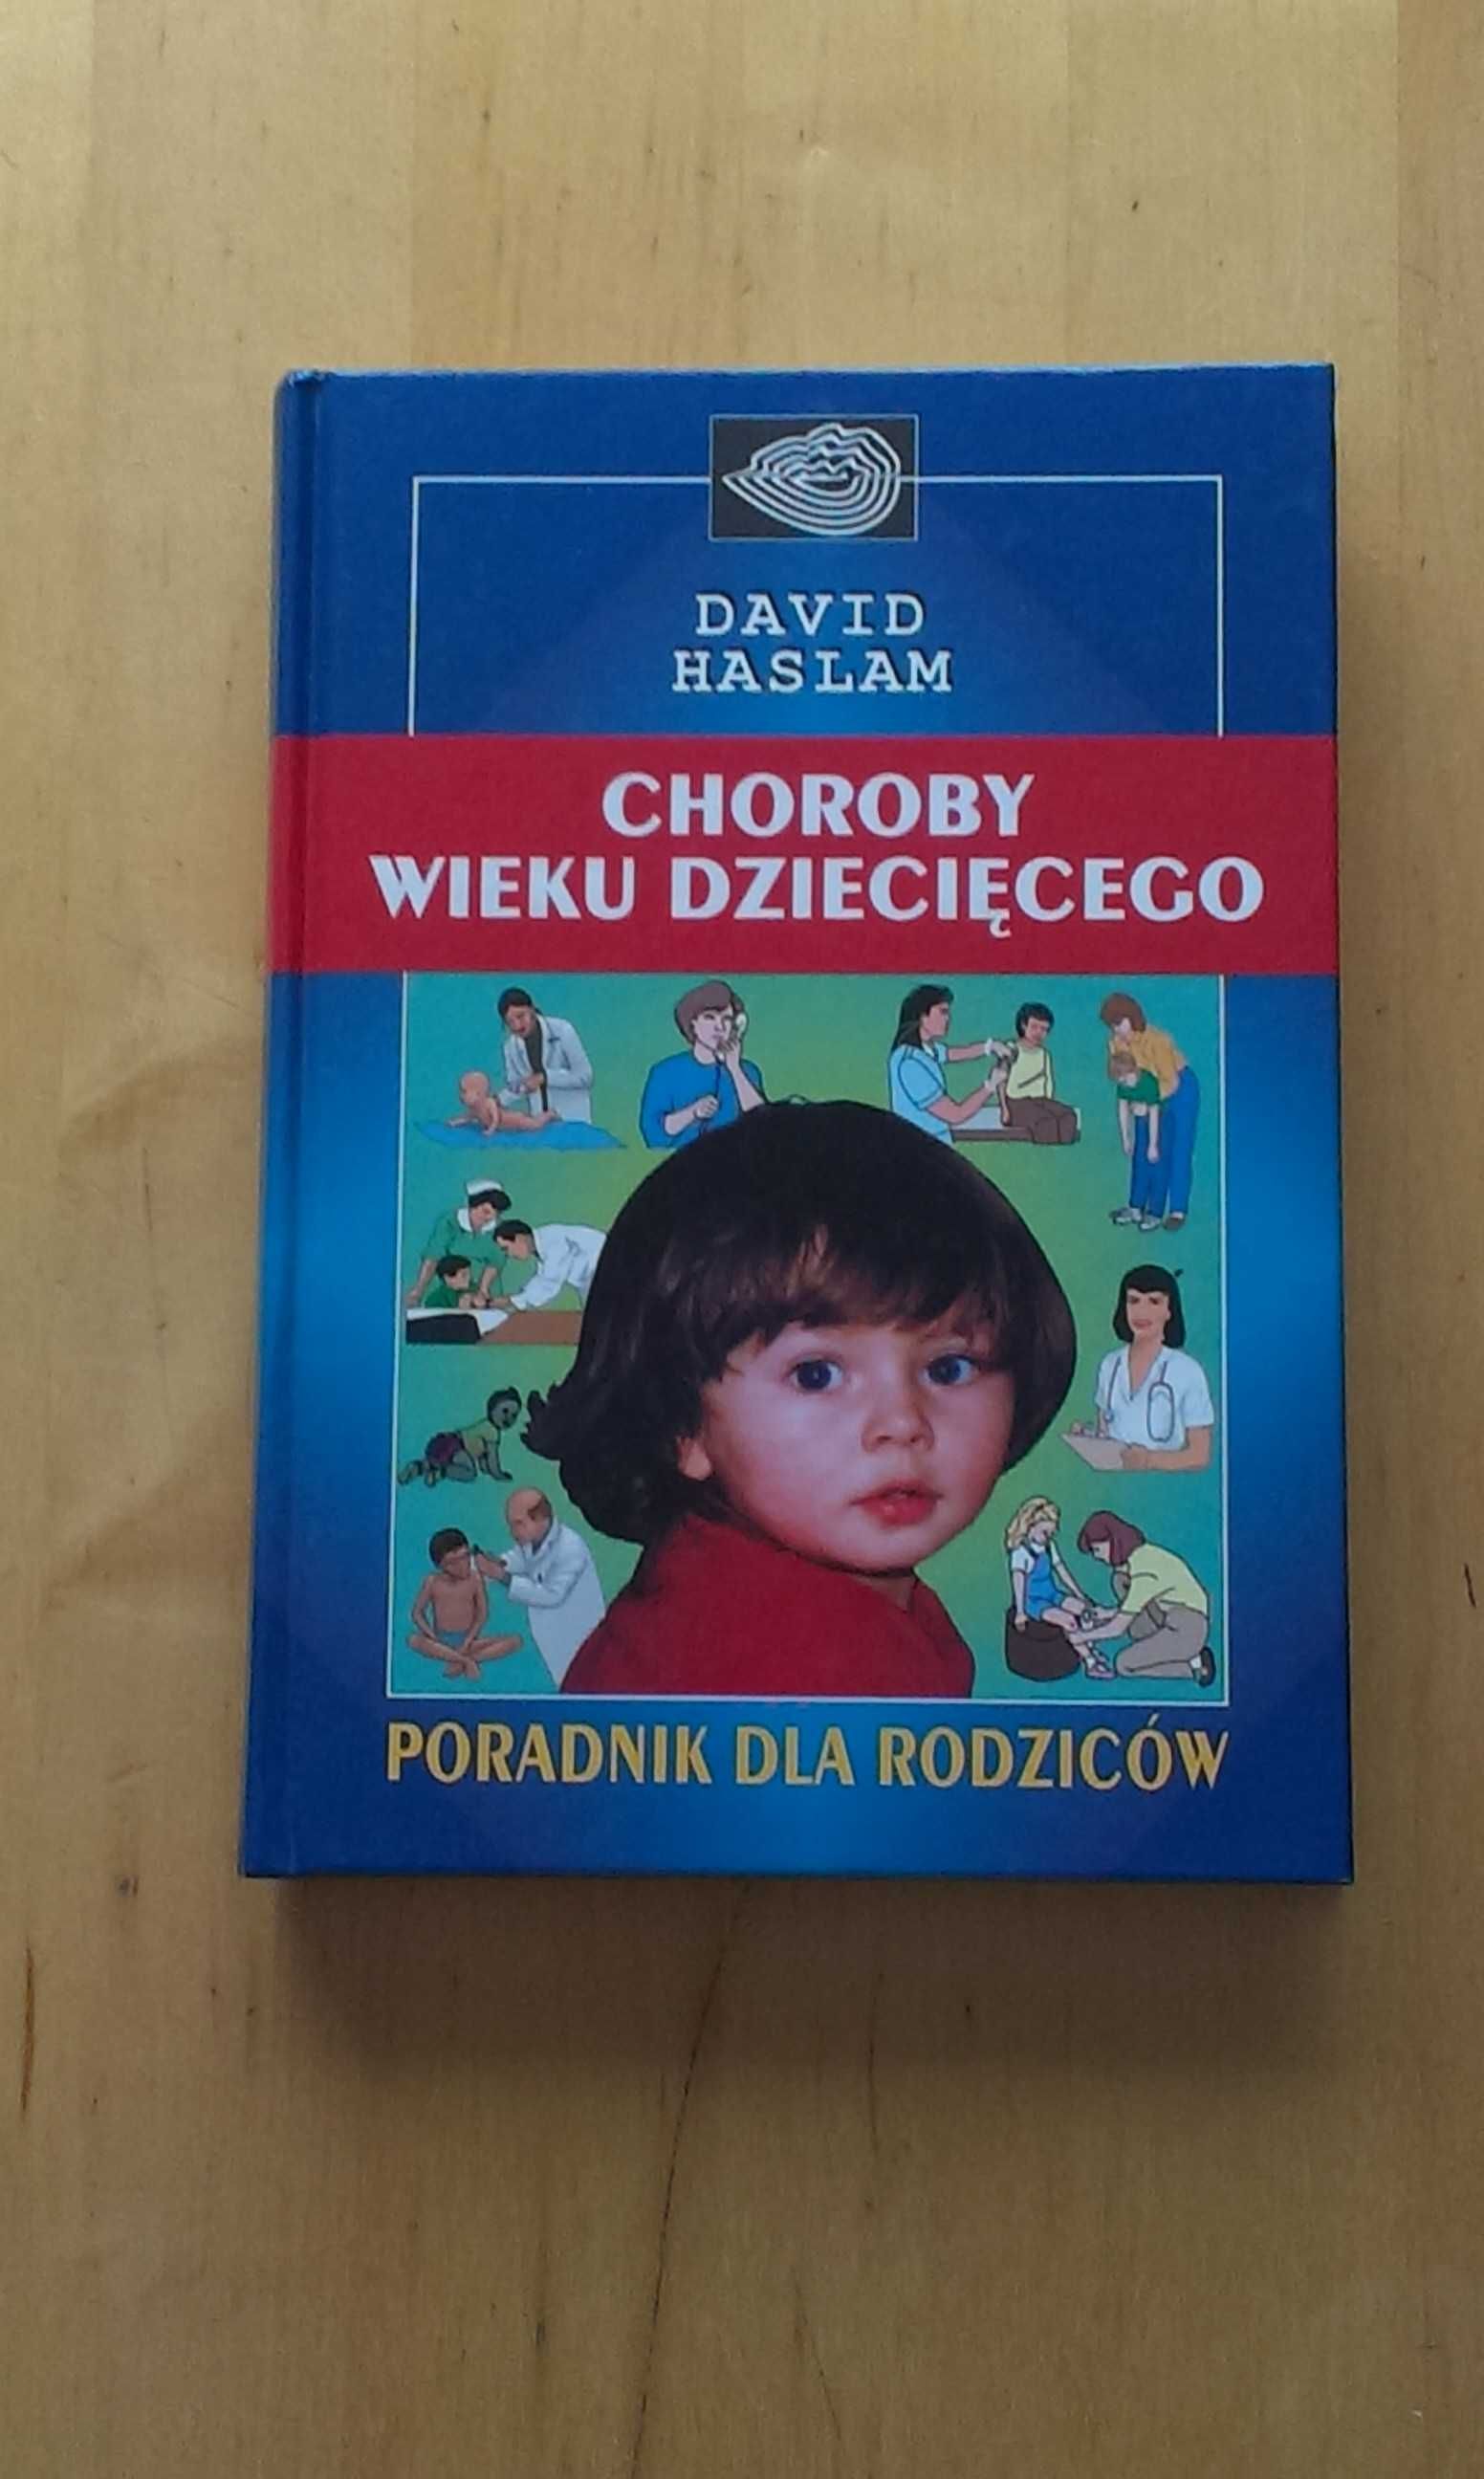 DAVID
HASLAM
CHOROBY
WIEKU DZIECIĘCEGO
PORADNIK DLA RODZICÓW